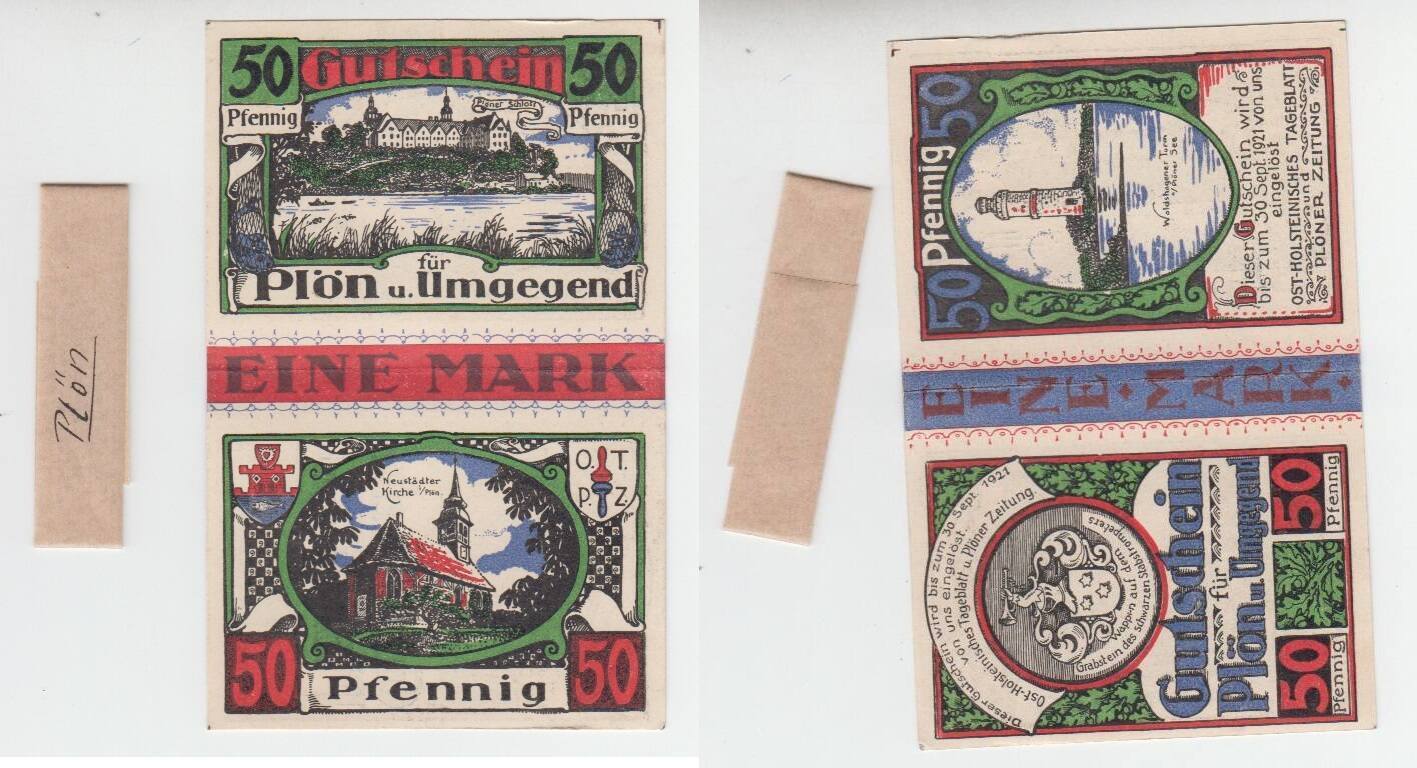 Plön
50 Gutschein 50
Pfennig Pfennig
Plöner Schloß
für
Plön u. Umgegend
EINE MARK
Neustädter
Kirche i/Plön.
O. T.
P. Z.
50 Pfennig 50
50 Pfennig 50
Waldshagener Turm
a/Plöner See
Dieser Gutschein wird
bis zum 30 Sept. 1921 von uns
eingelöst
OST-HOLSTEINISCHES TAGEBLATT
und
PLÖNER ZEITUNG
EINE MARK
Dieser Gutschein wird bis zum 30 Sept. 1921
von uns eingelöst
Ost-Holsteinisches Tageblatt u. Plöner Zeitung.
Wappen auf dem
Grabstein des schwarzen Stabstrompeters
Gutschein
für
Plön u. Umgegend
50 50
Pfennig Pfennig